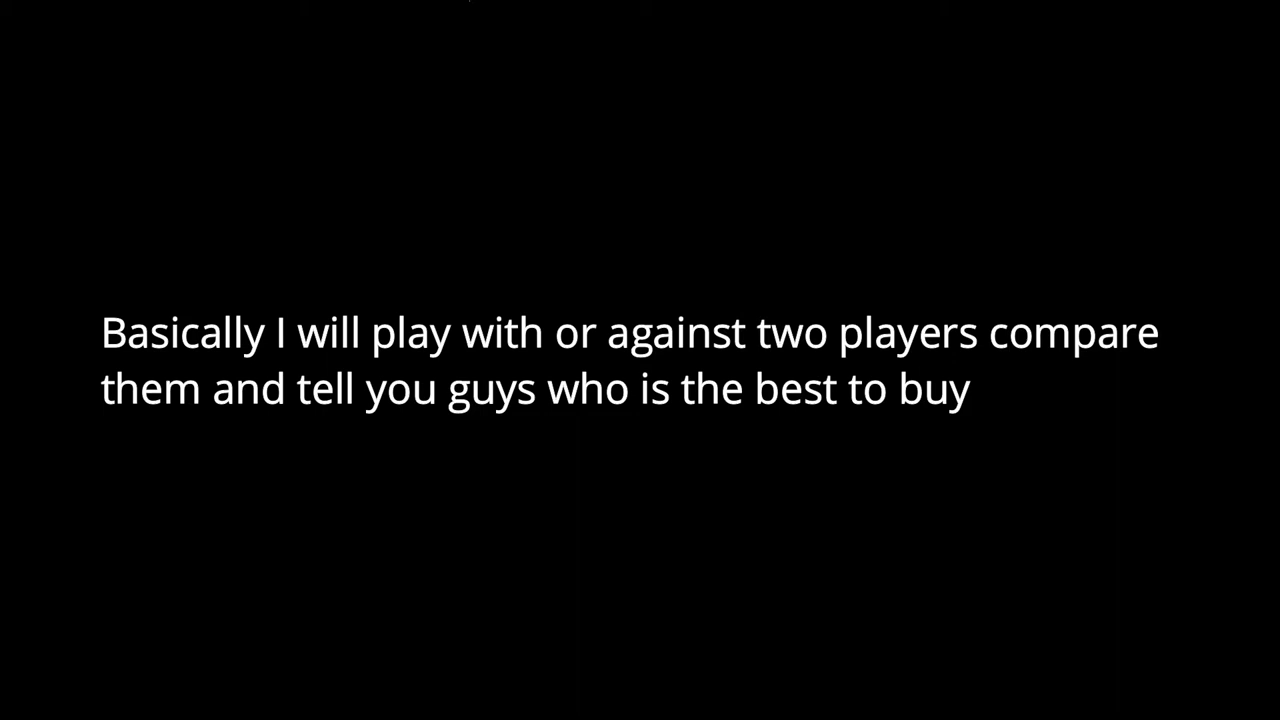 Basically I will play with or against two players compare
them and tell you guys who is the best to buy